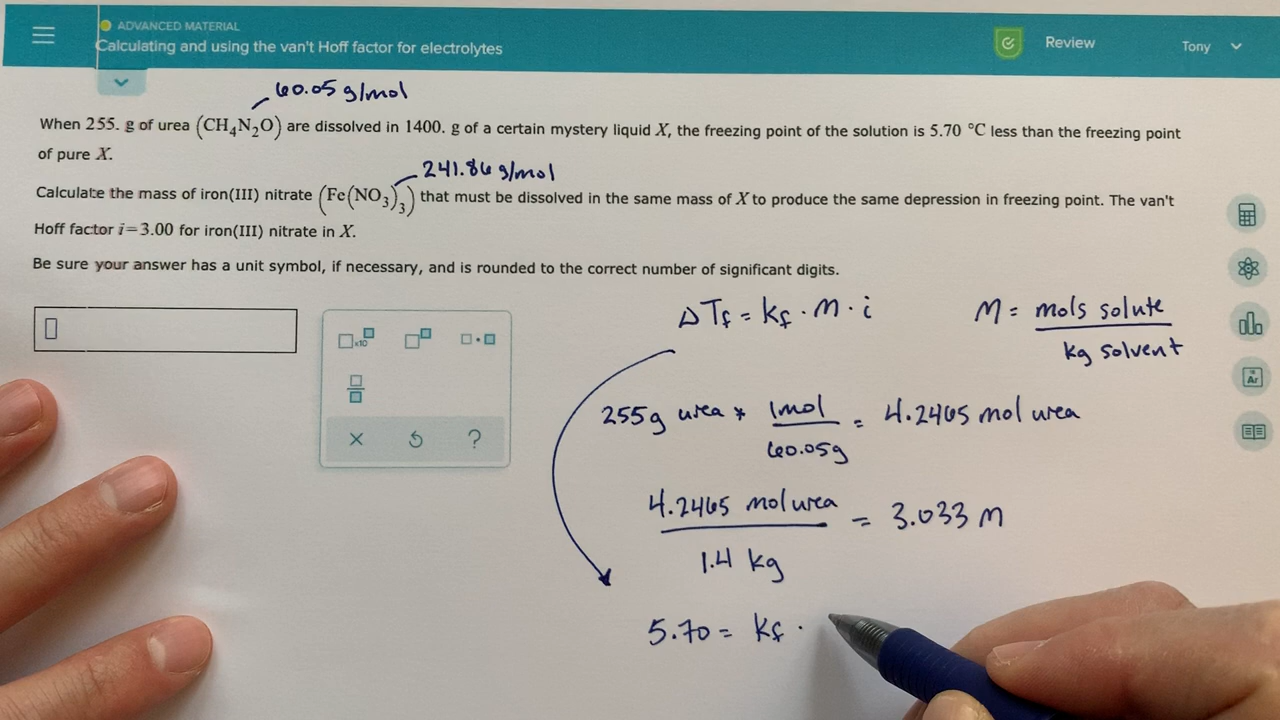 ADVANCED MATERIAL
Calculating and using the van't Hoff factor for electrolytes
Review
Tony
60.05 g/mol
When 255. g of urea (CH₄N₂O) are dissolved in 1400. g of a certain mystery liquid X, the freezing point of the solution is 5.70 °C less than the freezing point
of pure X.
241.86 g/mol
Calculate the mass of iron(III) nitrate (Fe(NO₃)₃) that must be dissolved in the same mass of X to produce the same depression in freezing point. The van't
Hoff factor i=3.00 for iron(III) nitrate in X.
Be sure your answer has a unit symbol, if necessary, and is rounded to the correct number of significant digits.
ΔTf = kf · m · i
m = mols solute / kg solvent
x10
Ar
255g urea * 1mol / 60.05g = 4.2465 mol urea
× ?
4.2465 mol urea / 1.4 kg = 3.033 m
5.70 = kf ·